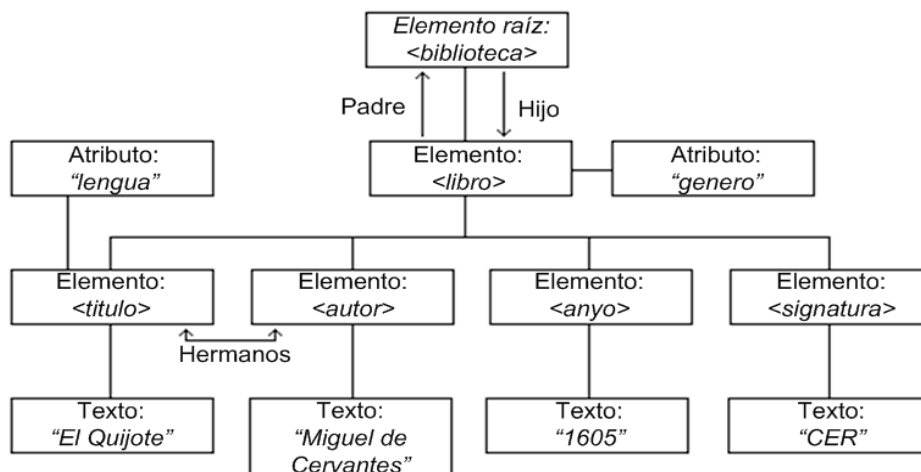 Elemento raíz:
<biblioteca>
Padre
Hijo
Atributo:
“lengua”
Elemento:
<libro>
Atributo:
“genero”
Elemento:
<titulo>
Elemento:
<autor>
Elemento:
<anyo>
Elemento:
<signatura>
Hermanos
Texto:
“El Quijote”
Texto:
“Miguel de
Cervantes”
Texto:
“1605”
Texto:
“CER”